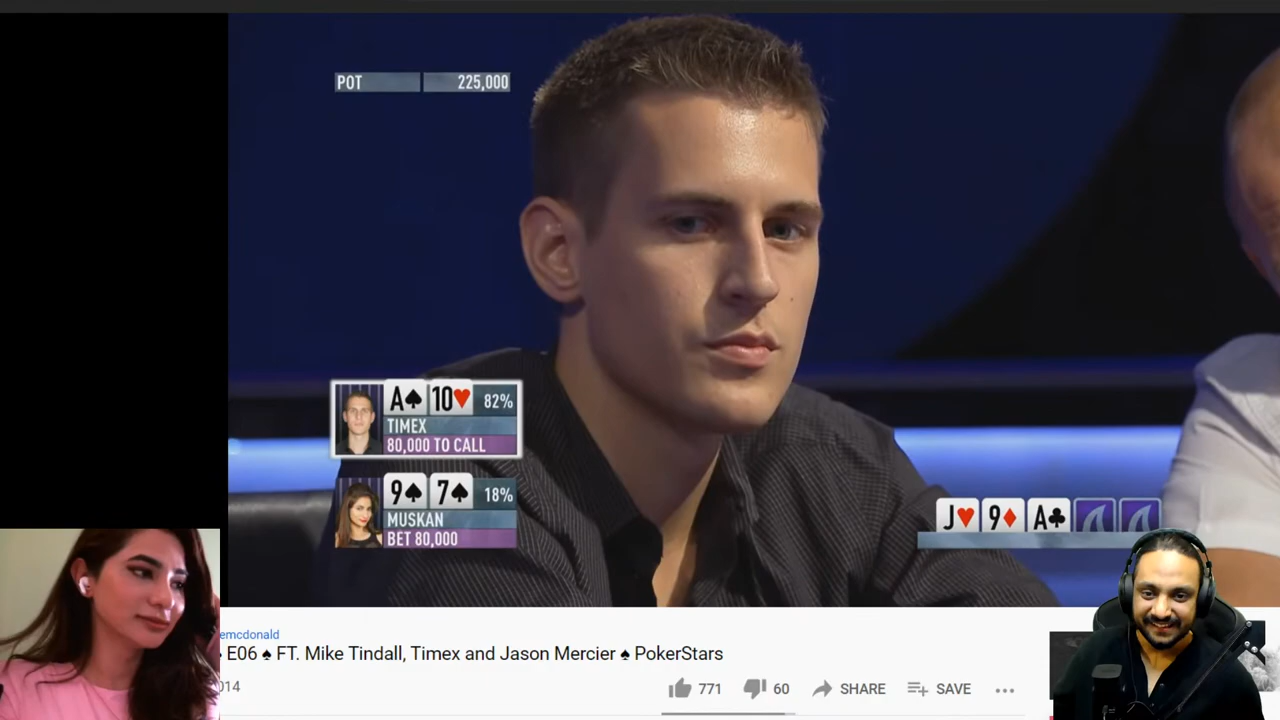 POT 225,000
A♠ 10♥ 82%
TIMEX
80,000 TO CALL
9♠ 7♠ 18%
MUSKAN
BET 80,000
J♥ 9♦ A♣
emcdonald
E06 ♠ FT. Mike Tindall, Timex and Jason Mercier ♠ PokerStars
014
771 60 SHARE SAVE